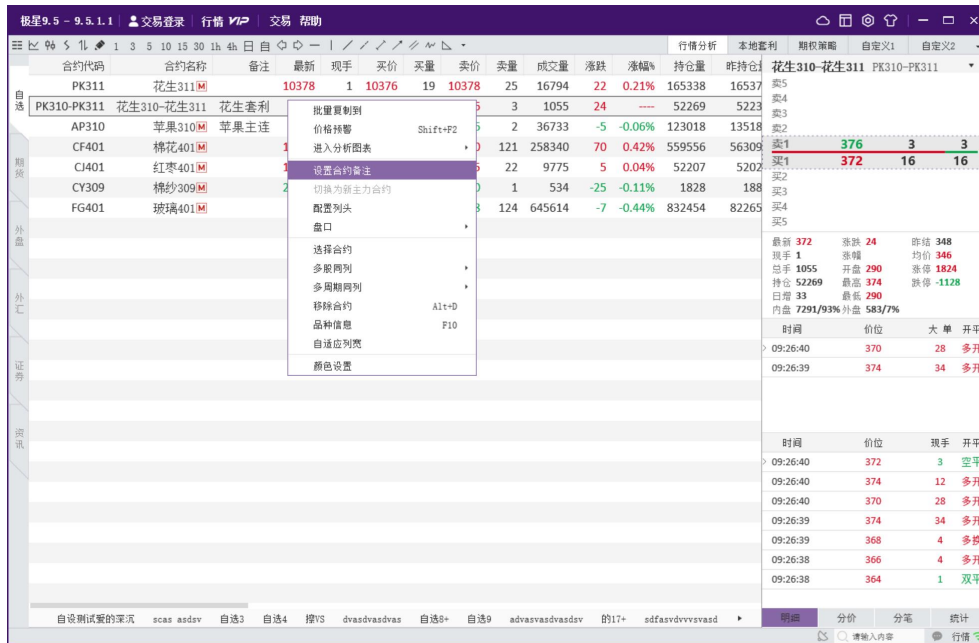 极星9.5 - 9.5.1.1 交易登录 行情 VIP 交易 帮助
1 3 5 10 15 30 1h 4h 日 自
行情分析 本地套利 期权策略 自定义1 自定义2
合约代码 合约名称 备注 最新 现手 买价 买量 卖价 卖量 成交量 涨跌 涨幅% 持仓量 昨持仓量
PK311 花生311M 10378 1 10376 19 10378 25 16794 22 0.21% 165338 16537
PK310-PK311 花生310-花生311 花生套利 3 1055 24 ---- 52269 5223
AP310 苹果310M 苹果主连 2 36733 -5 -0.06% 123018 13518
CF401 棉花401M 121 258340 70 0.42% 559556 56309
CJ401 红枣401M 22 9775 5 0.04% 52207 5202
CY309 棉纱309M 1 534 -25 -0.11% 1828 188
FG401 玻璃401M 124 645614 -7 -0.44% 832454 82265
自选
期货
外盘
外汇
证券
资讯
批量复制到
价格预警 Shift+F2
进入分析图表
设置合约备注
切换为新主力合约
配置列头
盘口
选择合约
多股同列
多周期同列
移除合约 Alt+D
品种信息 F10
自适应列宽
颜色设置
花生310-花生311 PK310-PK311
卖5
卖4
卖3
卖2
卖1 376 3 3
买1 372 16 16
买2
买3
买4
买5
最新 372 涨跌 24 昨结 348
现手 1 涨幅 均价 346
总手 1055 开盘 290 涨停 1824
持仓 52269 最高 374 跌停 -1128
日增 33 最低 290
内盘 7291/93% 外盘 583/7%
时间 价位 大单 开平
09:26:40 370 28 多开
09:26:39 374 34 多开
时间 价位 现手 开平
09:26:40 372 3 空平
09:26:40 374 12 多开
09:26:40 370 28 多开
09:26:39 374 34 多开
09:26:39 368 4 多换
09:26:38 366 4 多开
09:26:38 364 1 双平
自设测试爱的深沉 scas asdsv 自选3 自选4 撩VS dvasdvasdvas 自选8+ 自选9 advasvasdvasdsv 的17+ sdfasvdvvvsvasd
明细 分价 分笔 统计
请输入内容 行情